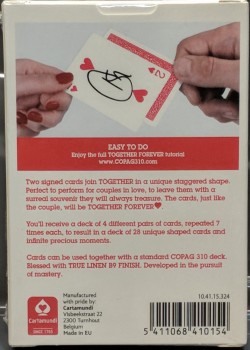 2
EASY TO DO
Enjoy the full TOGETHER FOREVER tutorial
www.COPAG310.com
Two signed cards join TOGETHER in a unique staggered shape.
Perfect to perform for couples in love, to leave them with a
surreal souvenir they will always treasure. The cards, just like
the couple, will be TOGETHER FOREVER
You'll receive a deck of 4 different pairs of cards, repeated 7
times each, to result in a deck of 28 unique shaped cards and
infinite precious moments.
Cards can be used together with a standard COPAG 310 deck.
Blessed with TRUE LINEN B9 FINISH. Developed in the pursuit
of mastery.
Cartamundi
SINCE 1765
Manufactured
with pride by:
Cartamundi
Visbeekstraat 22
2300 Turnhout
Belgium
Made in EU
10.41.15.324
5 411068 410154